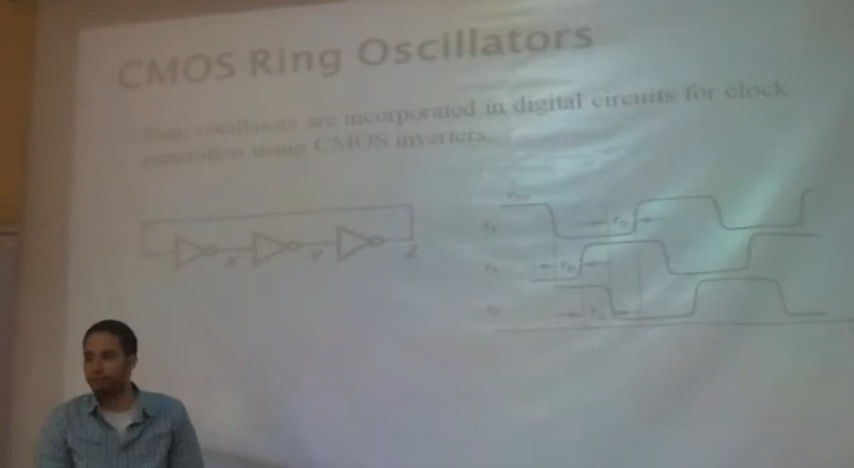 CMOS Ring Oscillators
Ring oscillators are incorporated in digital circuits for clock
generation using CMOS inverters.
X Y Z